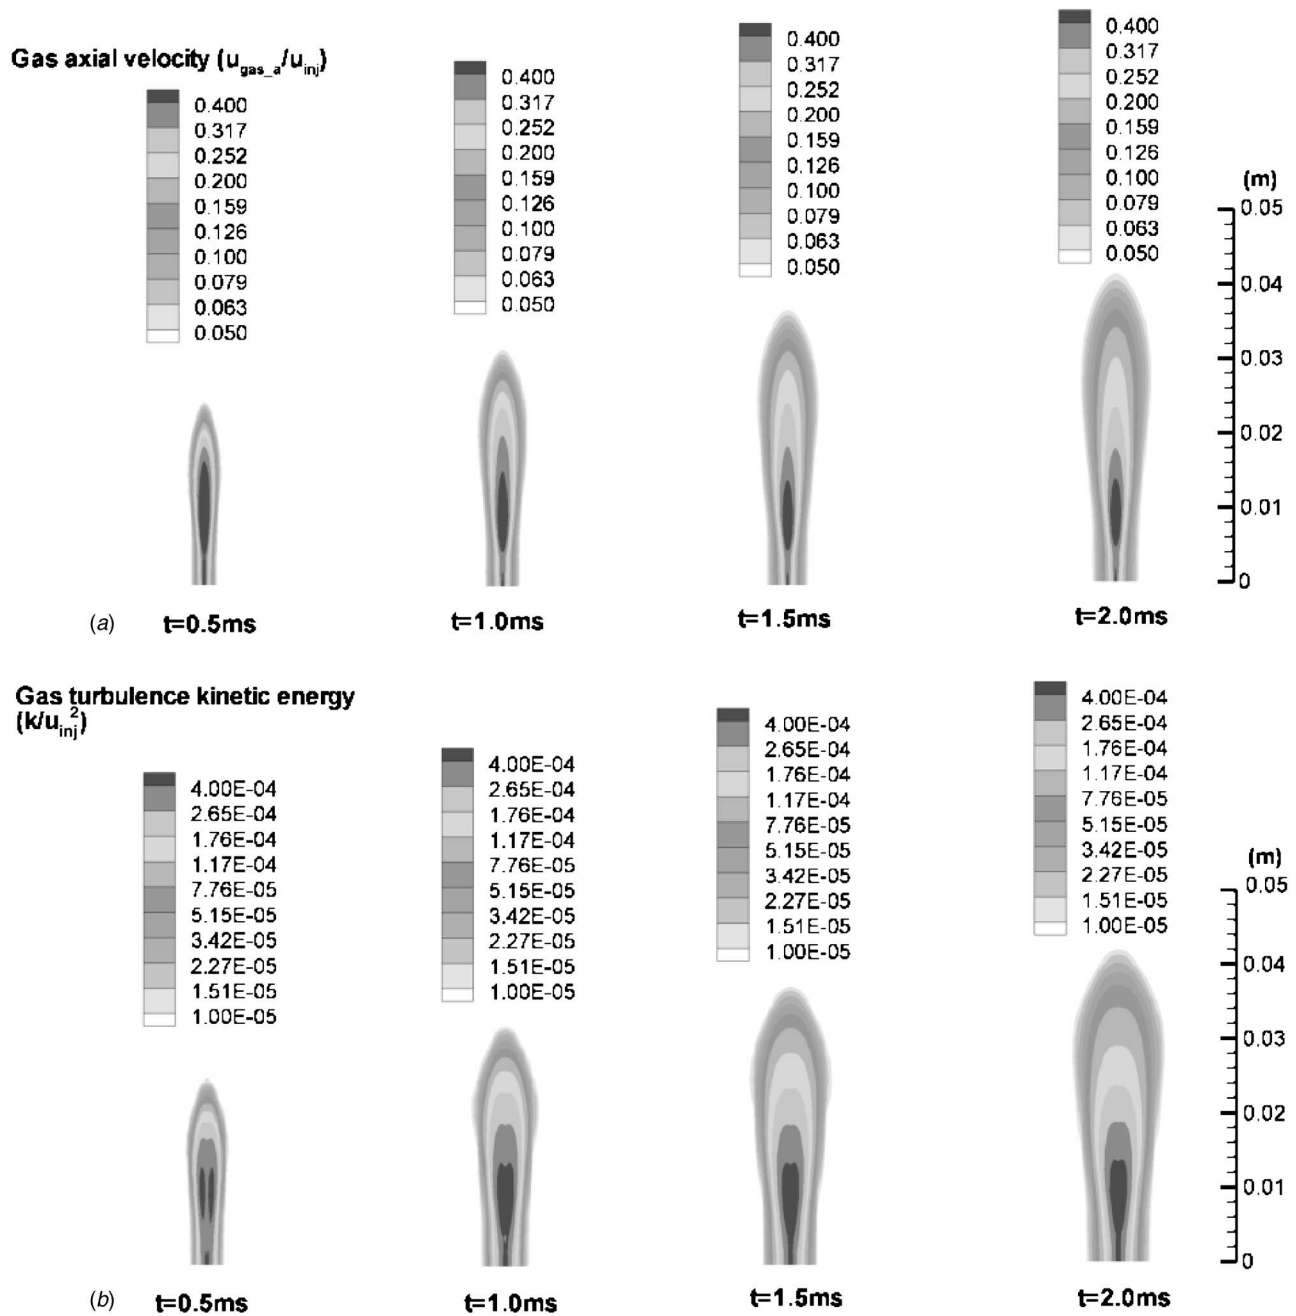 Gas axial velocity (u_gas_a/u_inj)
0.400
0.317
0.252
0.200
0.159
0.126
0.100
0.079
0.063
0.050
0.400
0.317
0.252
0.200
0.159
0.126
0.100
0.079
0.063
0.050
0.400
0.317
0.252
0.200
0.159
0.126
0.100
0.079
0.063
0.050
0.400
0.317
0.252
0.200
0.159
0.126
0.100
0.079
0.063
0.050
(m)
0.05
0.04
0.03
0.02
0.01
0
(a) t=0.5ms
t=1.0ms
t=1.5ms
t=2.0ms
Gas turbulence kinetic energy
(k/u_inj^2)
4.00E-04
2.65E-04
1.76E-04
1.17E-04
7.76E-05
5.15E-05
3.42E-05
2.27E-05
1.51E-05
1.00E-05
4.00E-04
2.65E-04
1.76E-04
1.17E-04
7.76E-05
5.15E-05
3.42E-05
2.27E-05
1.51E-05
1.00E-05
4.00E-04
2.65E-04
1.76E-04
1.17E-04
7.76E-05
5.15E-05
3.42E-05
2.27E-05
1.51E-05
1.00E-05
4.00E-04
2.65E-04
1.76E-04
1.17E-04
7.76E-05
5.15E-05
3.42E-05
2.27E-05
1.51E-05
1.00E-05
(m)
0.05
0.04
0.03
0.02
0.01
0
(b) t=0.5ms
t=1.0ms
t=1.5ms
t=2.0ms